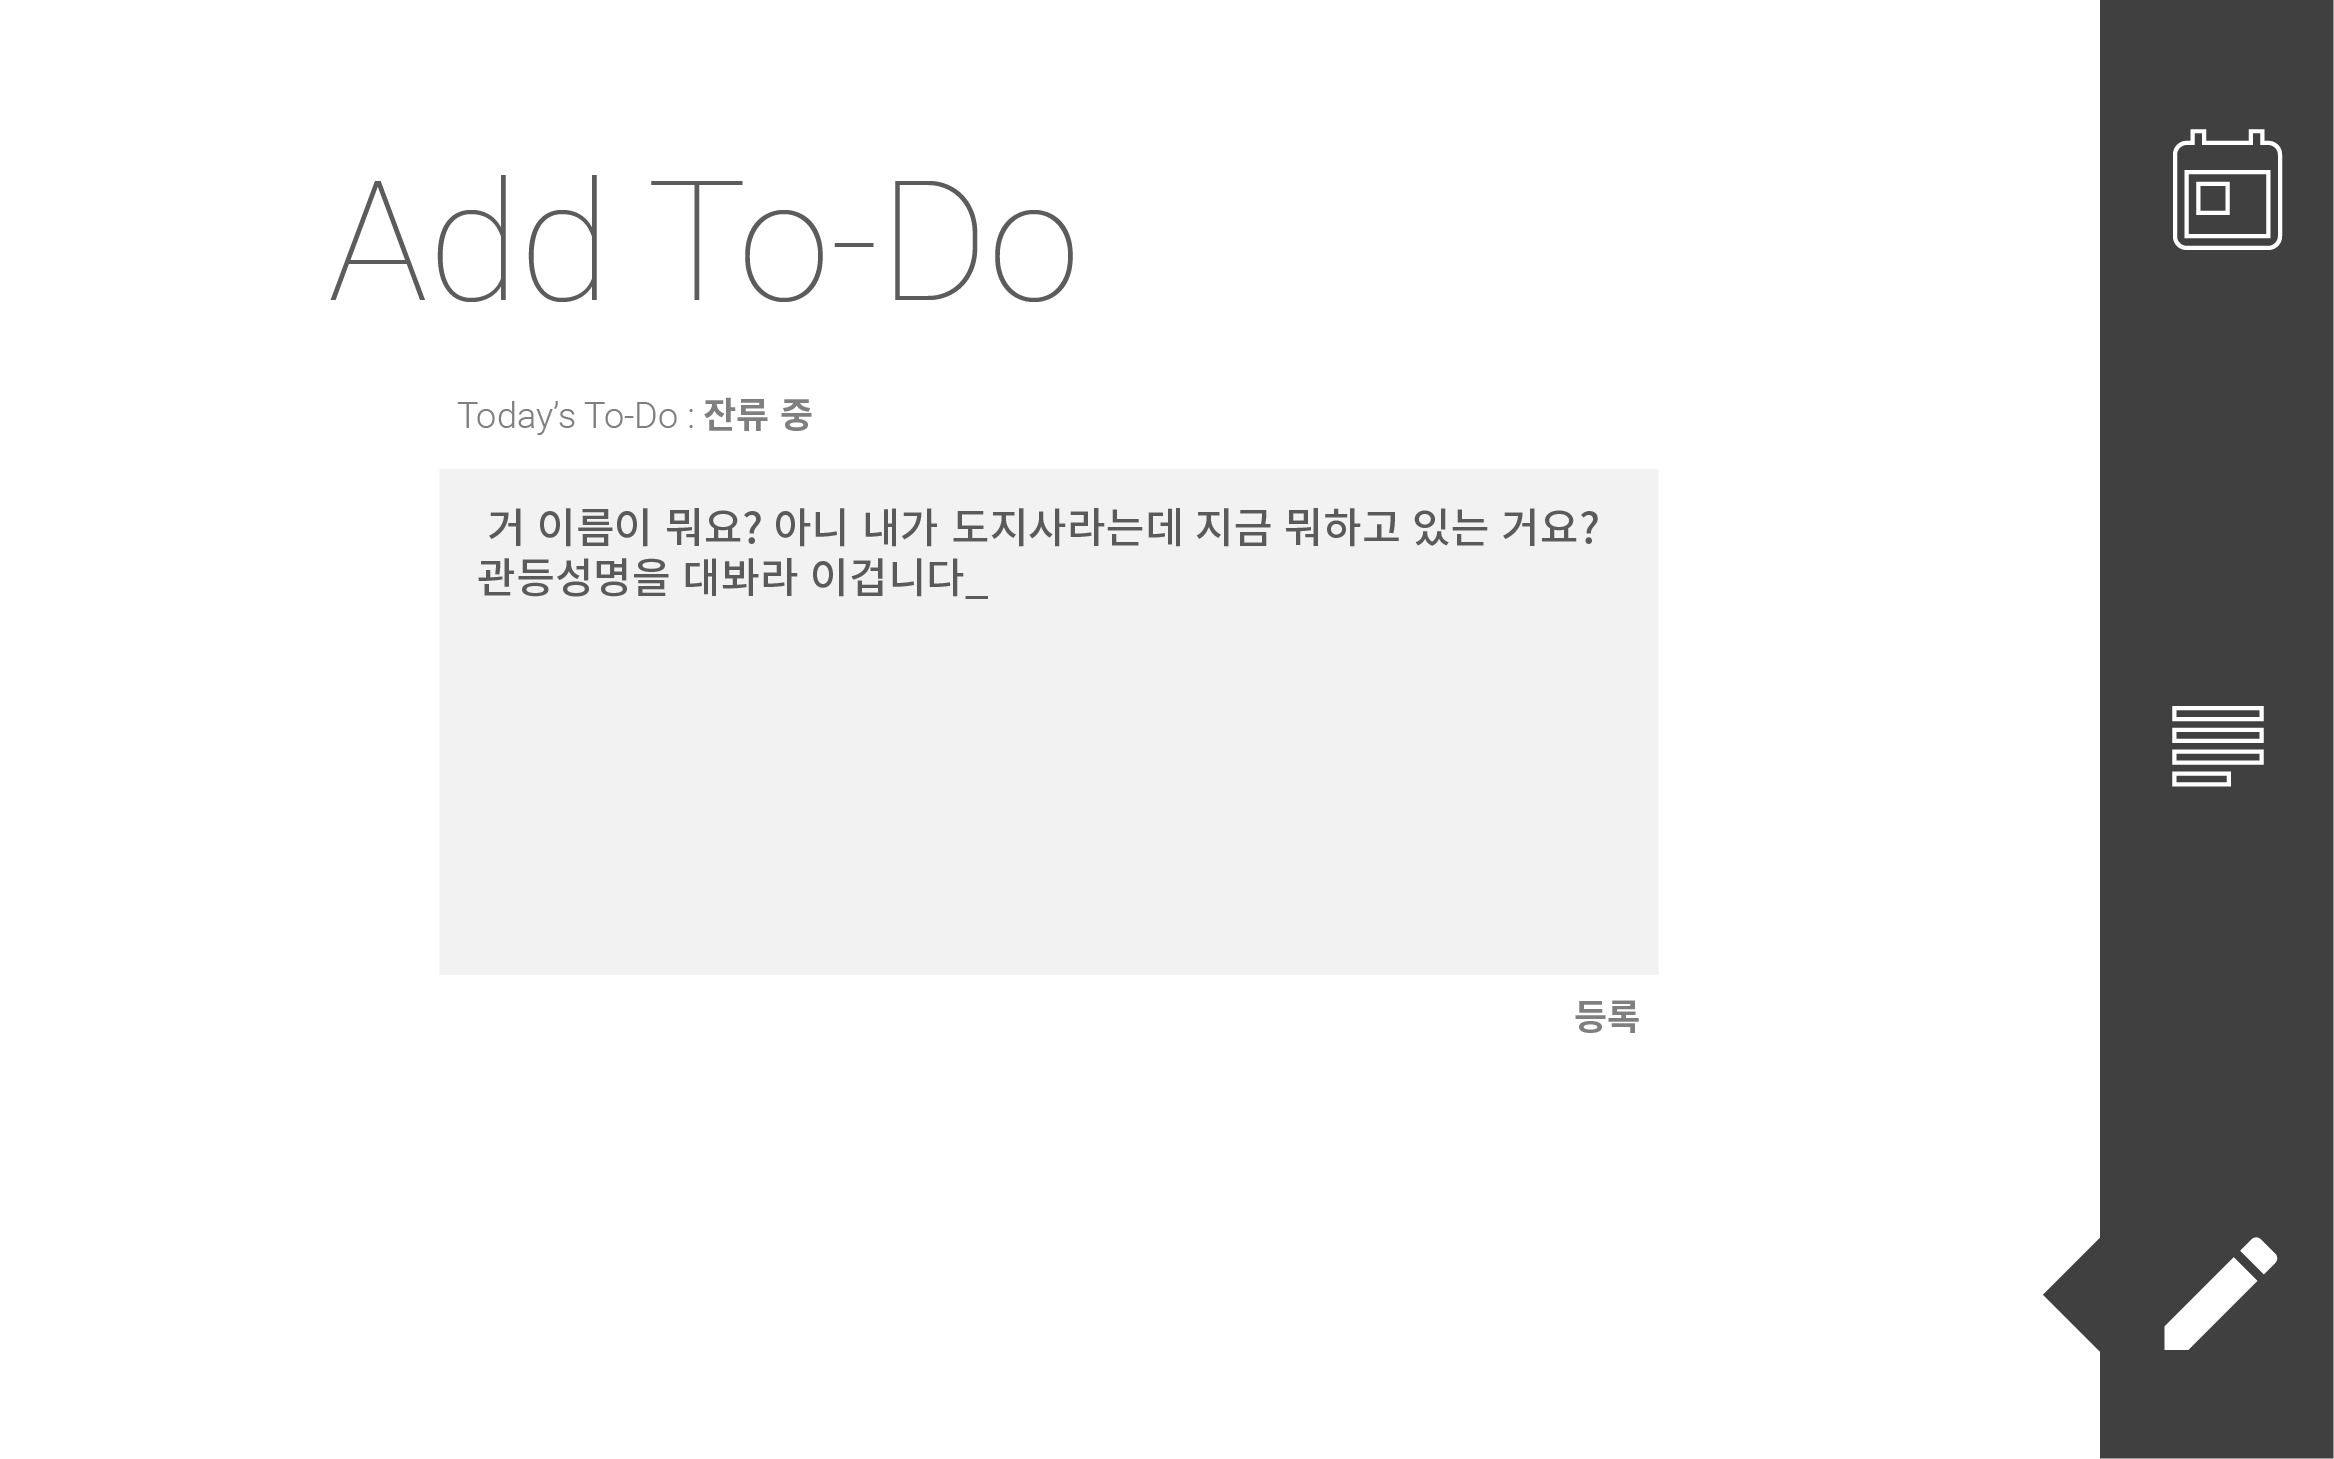 Add To-Do
Today’s To-Do : 잔류 중
거 이름이 뭐요? 아니 내가 도지사라는데 지금 뭐하고 있는 거요?
관등성명을 대봐라 이겁니다_
등록